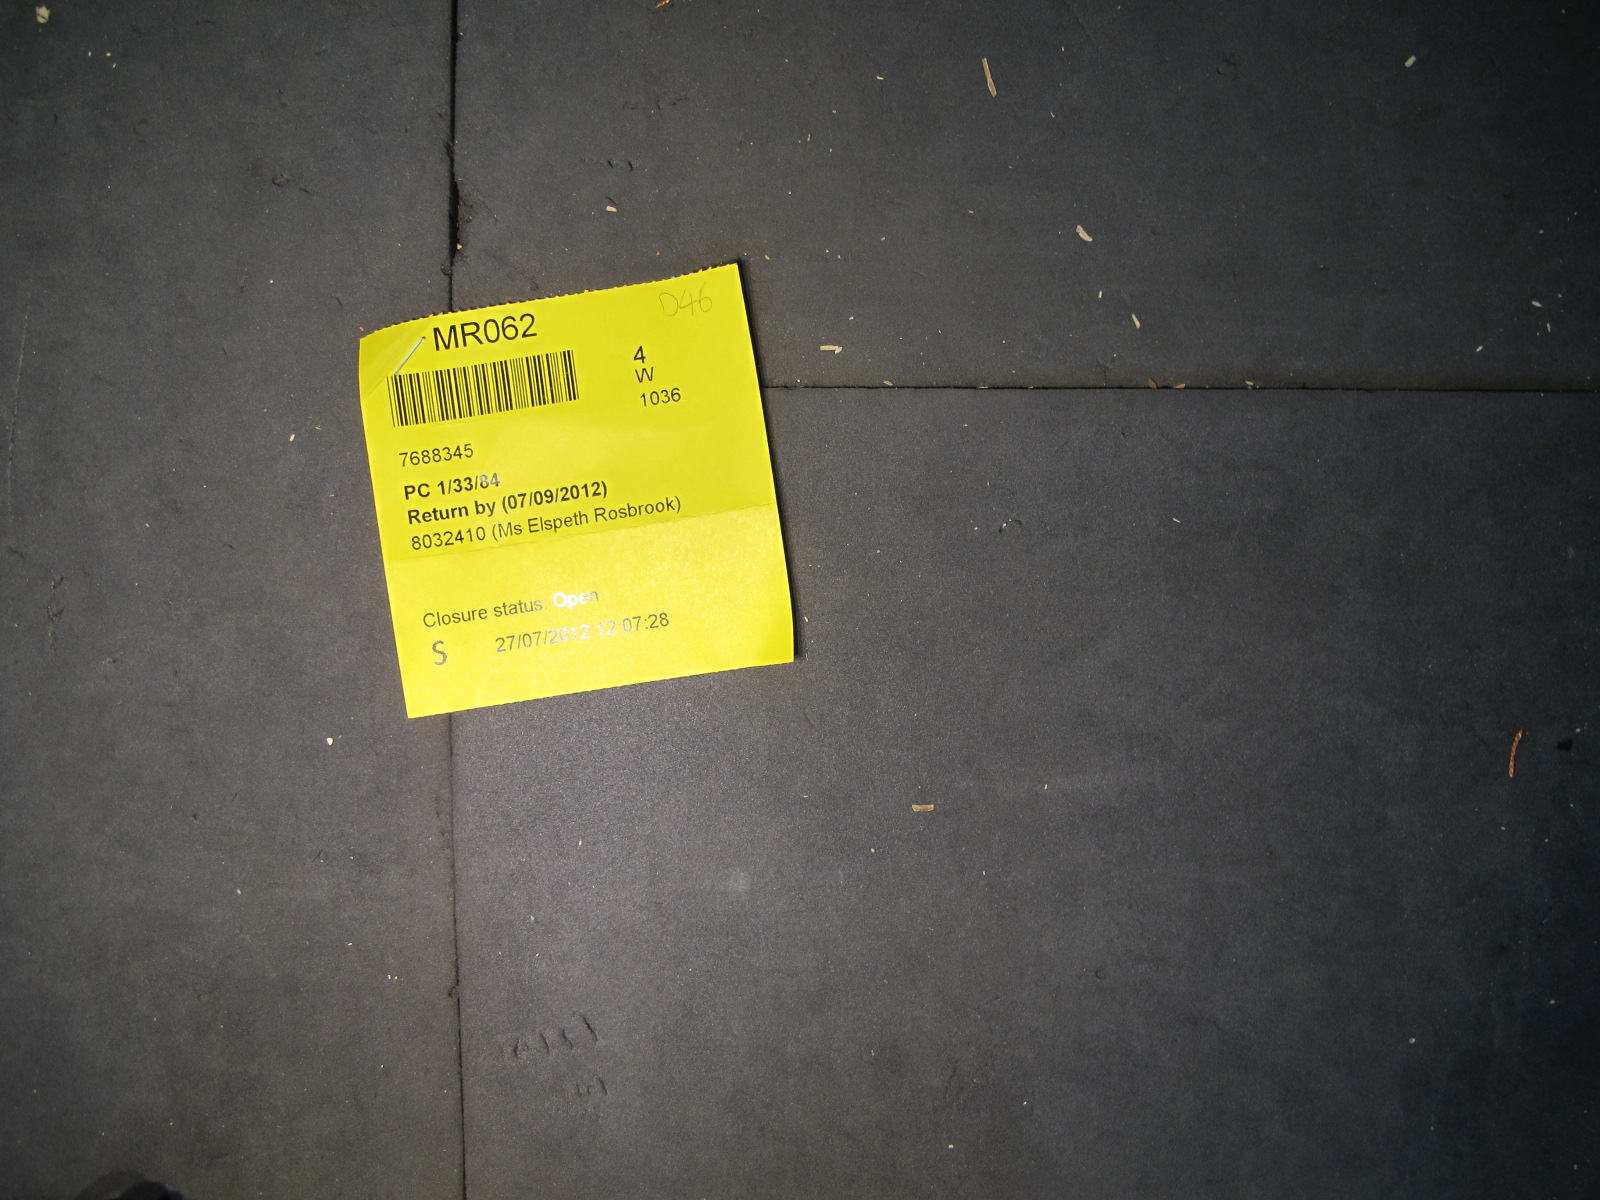 D46
MR062
4
W
1036
7688345
PC 1/33/84
Return by (07/09/2012)
8032410 (Ms Elspeth Rosbrook)
Closure status: Open
S 27/07/2012 12:07:28